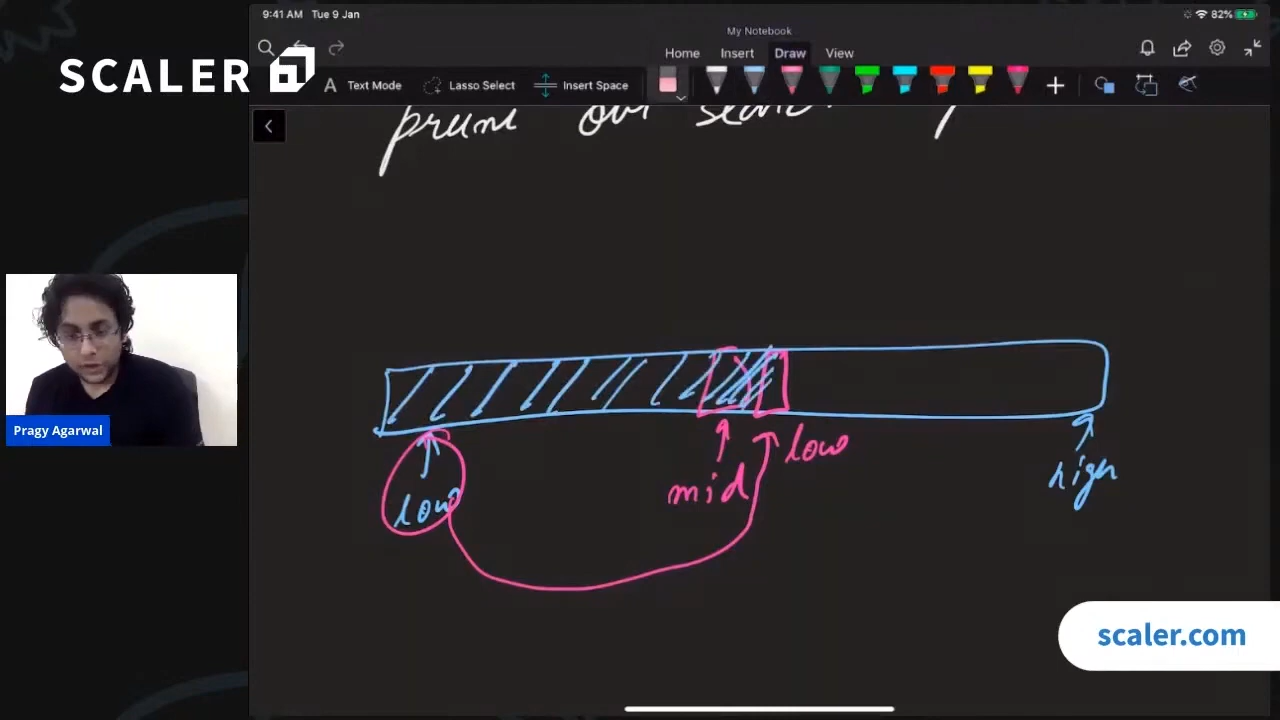 9:41 AM Tue 9 Jan
82%
My Notebook
SCALER
Home Insert Draw View
A Text Mode Lasso Select Insert Space
prune our
low
mid
low
high
Pragy Agarwal
scaler.com